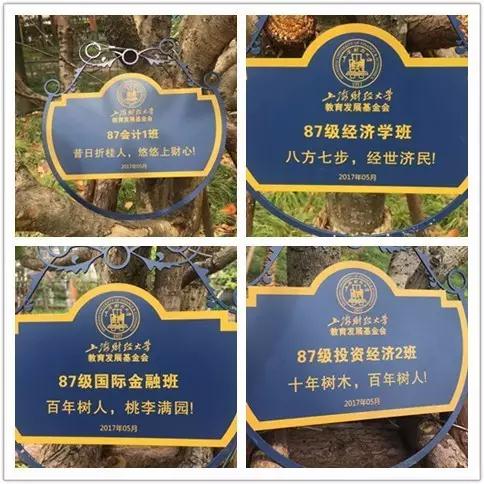 上海财经大学
教育发展基金会
87会计1班
昔日折桂人，悠悠上财心!
2017年05月
上海财经大学
教育发展基金会
87级经济学班
八方七步，经世济民!
2017年05月
上海财经大学
教育发展基金会
87级国际金融班
百年树人，桃李满园!
2017年05月
上海财经大学
教育发展基金会
87级投资经济2班
十年树木，百年树人!
2017年05月